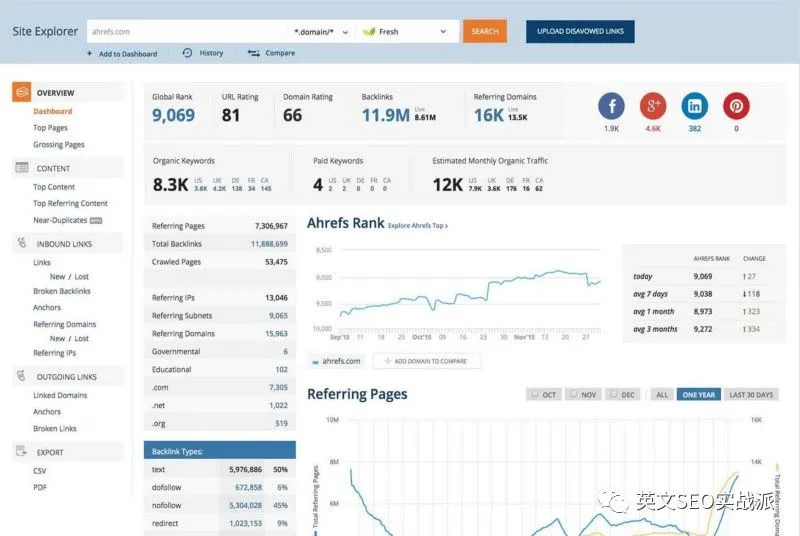 Site Explorer
ahrefs.com
*.domain/*
Fresh
SEARCH
UPLOAD DISAVOWED LINKS
+ Add to Dashboard
History
Compare
OVERVIEW
Dashboard
Top Pages
Grossing Pages
CONTENT
Top Content
Top Referring Content
Near-Duplicates
INBOUND LINKS
Links
New / Lost
Broken Backlinks
Anchors
Referring Domains
New / Lost
Referring IPs
OUTGOING LINKS
Linked Domains
Anchors
Broken Links
EXPORT
CSV
PDF
Global Rank
9,069
URL Rating
81
Domain Rating
66
Backlinks
11.9M Live 8.61M
Referring Domains
16K Live 13.5K
1.9K
4.6K
382
0
Organic Keywords
8.3K
US UK DE FR CA
3.8K 4.2K 138 34 145
Paid Keywords
4
US UK DE FR CA
2 2 0 0 0
Estimated Monthly Organic Traffic
12K
US UK DE FR CA
7.9K 3.6K 176 16 62
Referring Pages 7,306,967
Total Backlinks 11,888,699
Crawled Pages 53,475
Referring IPs 13,046
Referring Subnets 9,065
Referring Domains 15,963
Governmental 6
Educational 102
.com 7,305
.net 1,022
.org 519
Backlink Types:
text 5,976,886 50%
dofollow 672,858 6%
nofollow 5,304,028 45%
redirect 1,023,153 9%
Ahrefs Rank Explore Ahrefs Top ›
8,500
9,000
9,500
10,000
Sep'15 11 18 25 Oct'15 09 16 23 Nov'15 13 20 27
ahrefs.com
ADD DOMAIN TO COMPARE
AHREFS RANK CHANGE
today 9,069 ↑27
avg 7 days 9,038 ↓118
avg 1 month 8,973 ↑323
avg 3 months 9,272 ↑334
Referring Pages
OCT NOV DEC
ALL ONE YEAR LAST 30 DAYS
10M
8M
6M
Total Referring Pages
16K
14K
Total Referring Doma
英文SEO实战派